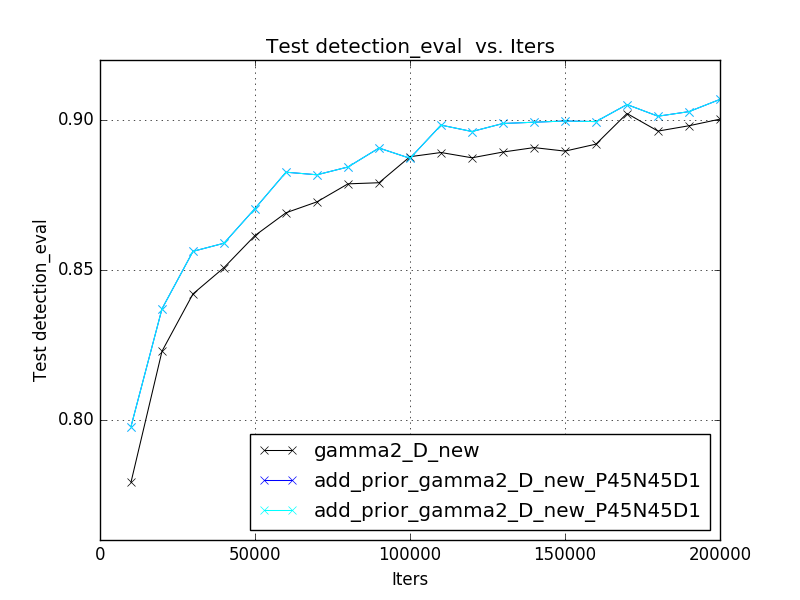 Test detection_eval  vs. Iters
0.90
0.85
0.80
Test detection_eval
gamma2_D_new
add_prior_gamma2_D_new_P45N45D1
add_prior_gamma2_D_new_P45N45D1
0 50000 100000 150000 200000
Iters